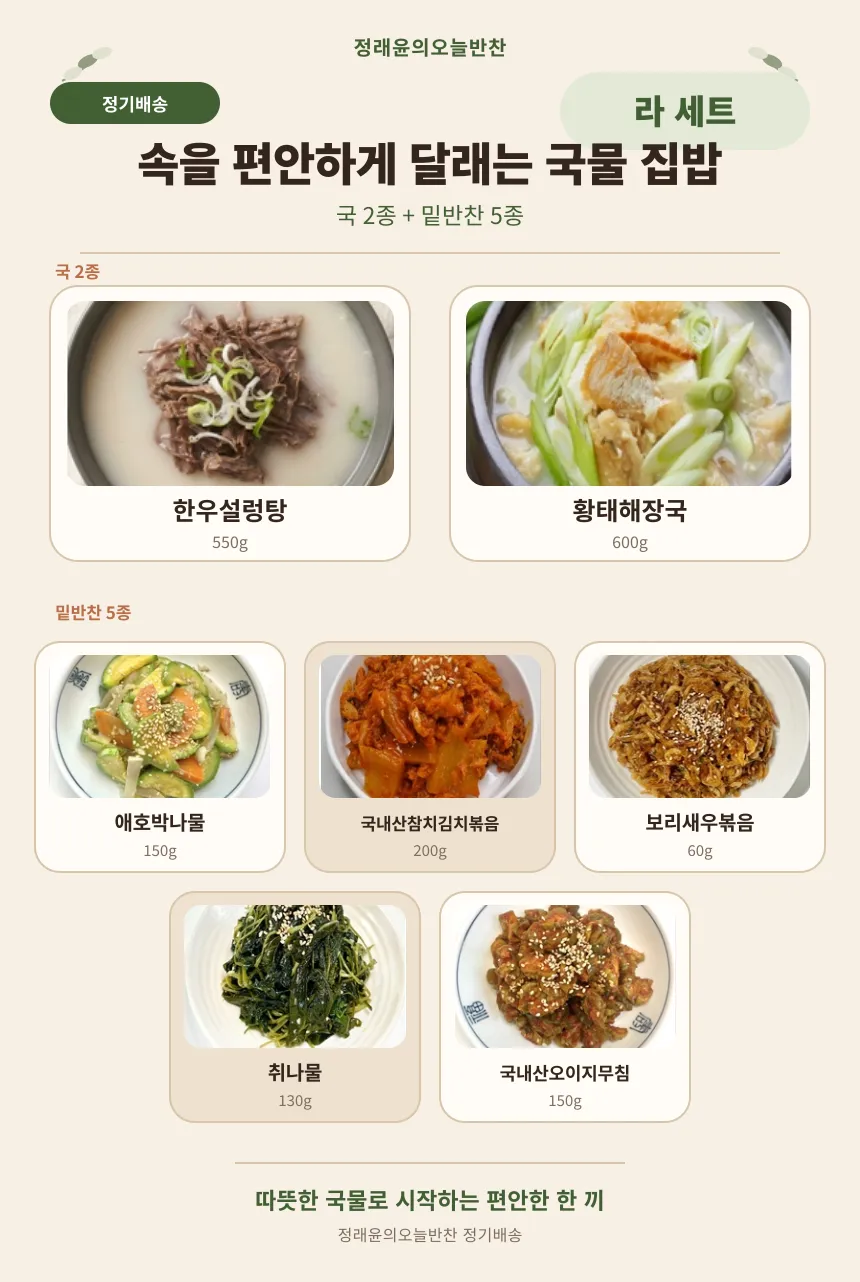 정래윤의오늘반찬
정기배송
라 세트
속을 편안하게 달래는 국물 집밥
국 2종 + 밑반찬 5종
국 2종
한우설렁탕
550g
황태해장국
600g
밑반찬 5종
애호박나물
150g
국내산참치김치볶음
200g
보리새우볶음
60g
취나물
130g
국내산오이지무침
150g
따뜻한 국물로 시작하는 편안한 한 끼
정래윤의오늘반찬 정기배송